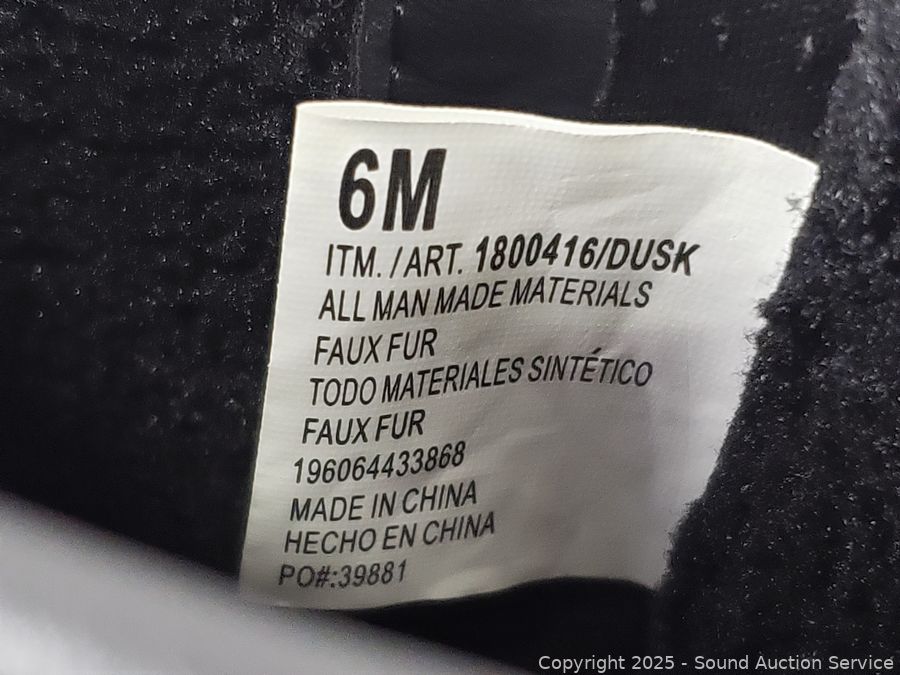 6M
ITM. / ART. 1800416/DUSK
ALL MAN MADE MATERIALS
FAUX FUR
TODO MATERIALES SINTÉTICO
FAUX FUR
196064433868
MADE IN CHINA
HECHO EN CHINA
PO#:39881
Copyright 2025 - Sound Auction Service